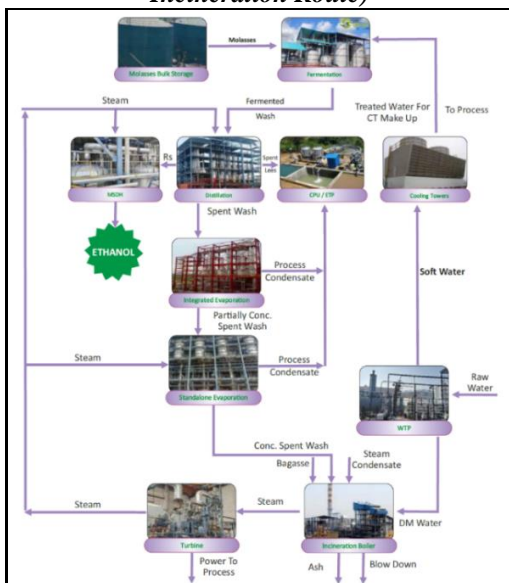 Incineration Route)
Molasses
Molasses Bulk Storage
Fermentation
Steam
Fermented
Wash
Treated Water For
CT Make Up
To Process
Rs
Spent
Lees
MSDH
Distillation
CPU / ETP
Cooling Towers
Spent Wash
ETHANOL
Process
Condensate
Soft Water
Integrated Evaporation
Partially Conc.
Spent Wash
Steam
Process
Condensate
Raw
Water
Standalone Evaporation
WTP
Conc. Spent Wash
Bagasse
Steam
Condensate
Steam
Steam
DM Water
Turbine
Incineration Boiler
Power To
Process
Ash
Blow Down